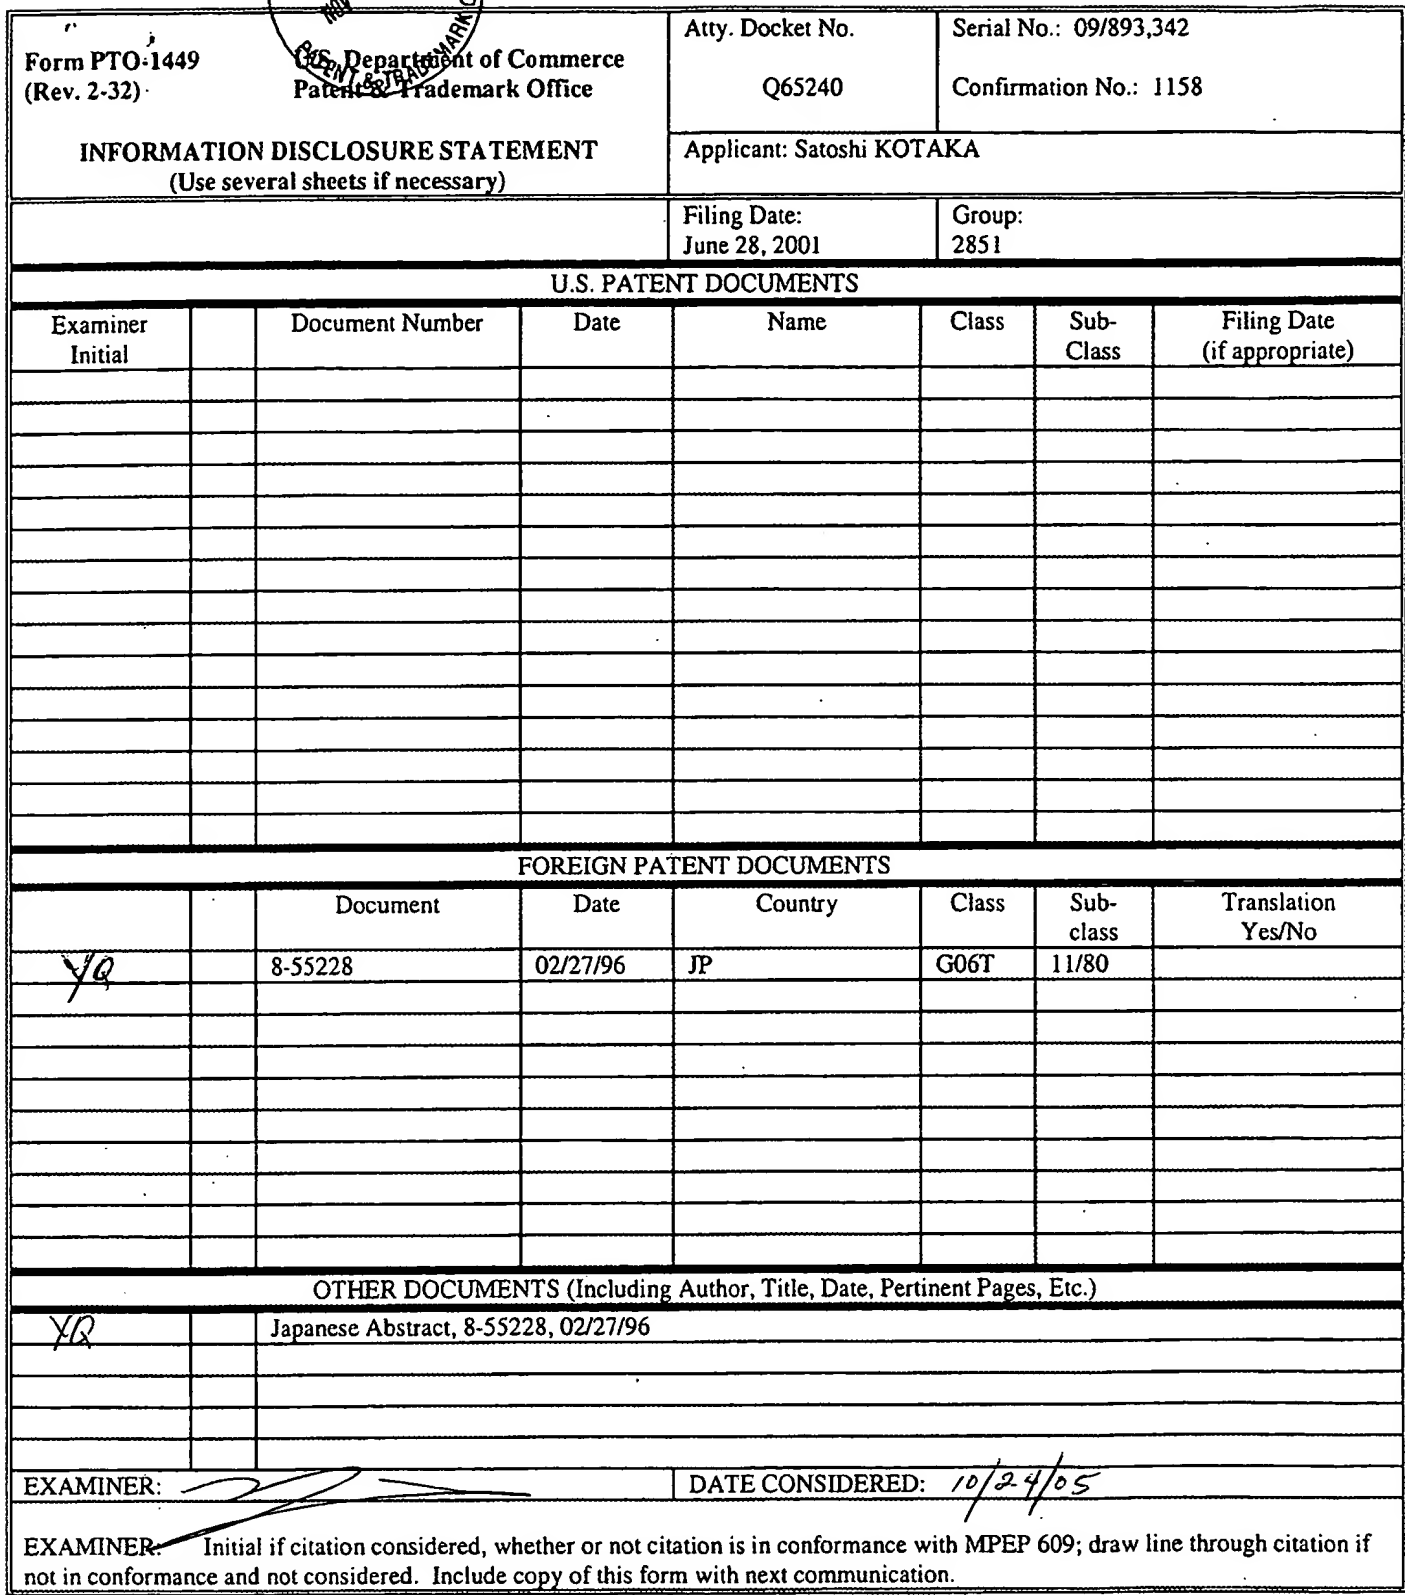 NOV
PATENT & TRADEMARK
Form PTO-1449
(Rev. 2-32)
U.S. Department of Commerce
Patent & Trademark Office
INFORMATION DISCLOSURE STATEMENT
(Use several sheets if necessary)
Atty. Docket No.
Q65240
Serial No.: 09/893,342
Confirmation No.: 1158
Applicant: Satoshi KOTAKA
Filing Date:
June 28, 2001
Group:
2851
U.S. PATENT DOCUMENTS
Examiner
Initial
Document Number
Date
Name
Class
Sub-
Class
Filing Date
(if appropriate)
FOREIGN PATENT DOCUMENTS
Document
Date
Country
Class
Sub-
class
Translation
Yes/No
YQ 8-55228 02/27/96 JP G06T 11/80
OTHER DOCUMENTS (Including Author, Title, Date, Pertinent Pages, Etc.)
YQ Japanese Abstract, 8-55228, 02/27/96
EXAMINER:
DATE CONSIDERED: 10/24/05
EXAMINER: Initial if citation considered, whether or not citation is in conformance with MPEP 609; draw line through citation if
not in conformance and not considered. Include copy of this form with next communication.